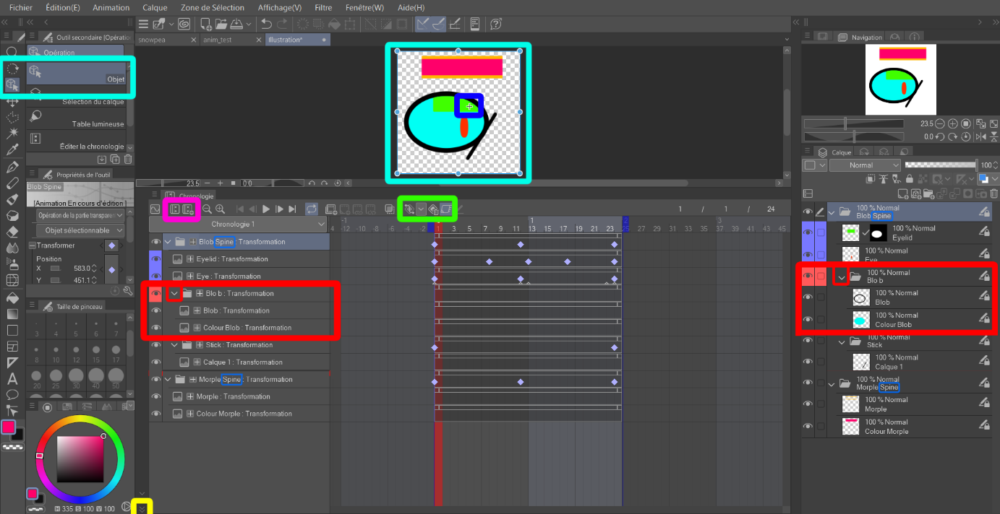 Fichier Édition(E) Animation Calque Zone de Sélection Affichage(V) Filtre Fenêtre(W) Aide(H)
Outil secondaire [Opératio
Opération
Objet
Sélection du calque
Table lumineuse
Éditer la chronologie
snowpea anim_test Illustration*
Navigation
23.5
0.0
Propriétés de l'outil
Blob Spine
[Animation En cours d'édition ]
Opération de la partie transparen
Objet sélectionnable
Transformer
Position
X 583.0
Y 451.1
Taille de pinceau
3 4 5 6 7
8 10 12 15 17
20 25 30 40 50
H 335 S 100 V 100
23.5 0.0
Chronologie
1 / 1 / 24
Chronologie 1
-1 1 3
4 -12 -10 -8 -6 -4 -2 1 3 5 7 9 11 13 15 17 19 21 23 25 27 29 31 33 35 37 39 41 43 45
Blob Spine : Transformation
Eyelid : Transformation
Eye : Transformation
Blo b : Transformation
Blob : Transformation
Colour Blob : Transformation
Stick : Transformation
Calque 1 : Transformation
Morple Spine : Transformation
Morple : Transformation
Colour Morple : Transformation
Calque
Normal 100
100 % Normal
Blob Spine
100 % Normal
Eyelid
100 % Normal
Eye
100 % Normal
Blo b
100 % Normal
Blob
100 % Normal
Colour Blob
100 % Normal
Stick
100 % Normal
Calque 1
100 % Normal
Morple Spine
100 % Normal
Morple
100 % Normal
Colour Morple